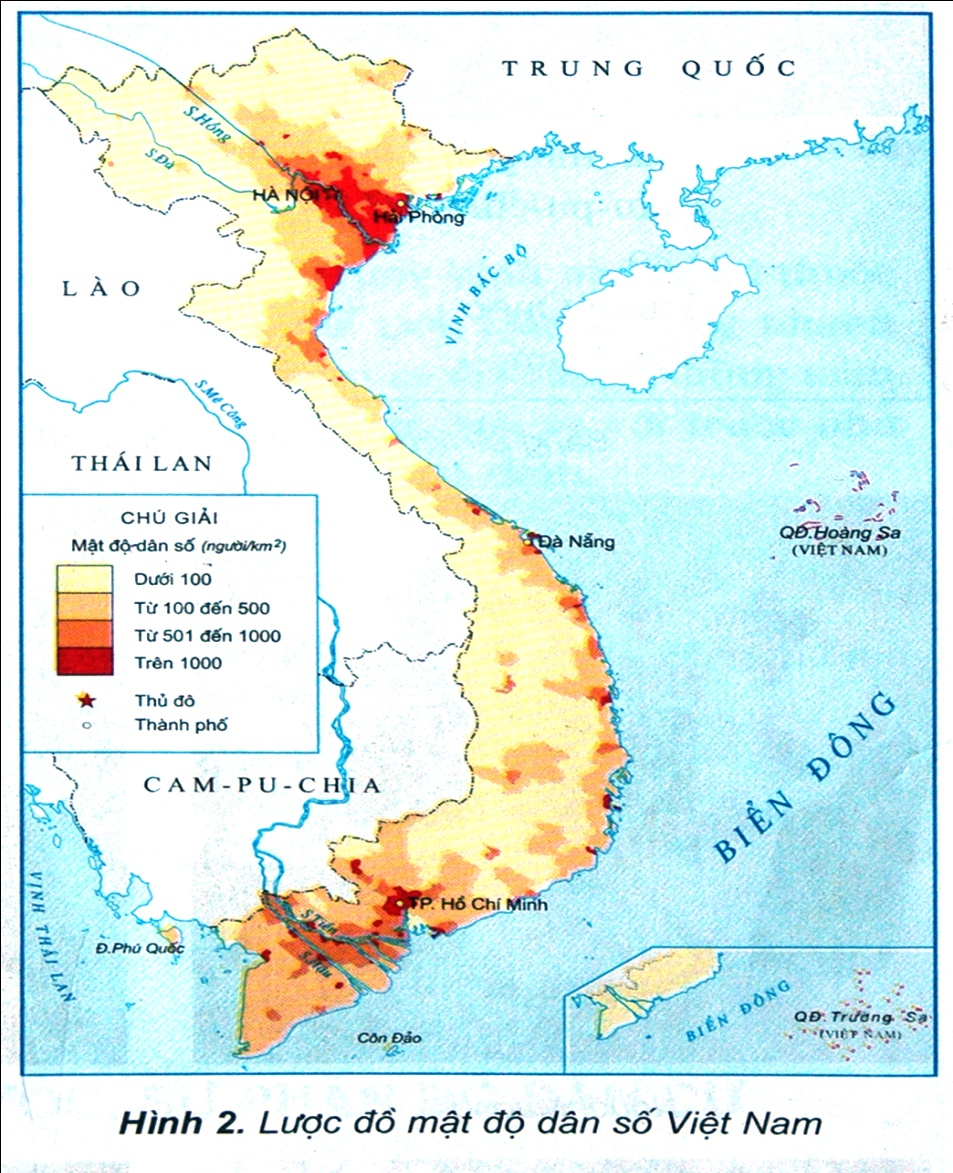 TRUNG QUỐC
S.Hồng
S.Đà
HÀ NỘI
Hải Phòng
LÀO
VỊNH BẮC BỘ
S.Mê Công
THÁI LAN
CHÚ GIẢI
Mật độ-dân số (người/km²)
Dưới 100
Từ 100 đến 500
Từ 501 đến 1000
Trên 1000
Thủ đô
Thành phố
QĐ.Hoàng Sa
(VIỆT NAM)
Đà Nẵng
BIỂN ĐÔNG
CAM-PU-CHIA
VỊNH THÁI LAN
TP. Hồ Chí Minh
S.Tiền
S.Hậu
Đ.Phú Quốc
Côn Đảo
BIỂN ĐÔNG
QĐ. Trường Sa
(VIỆT NAM)
Hình 2. Lược đồ mật độ dân số Việt Nam